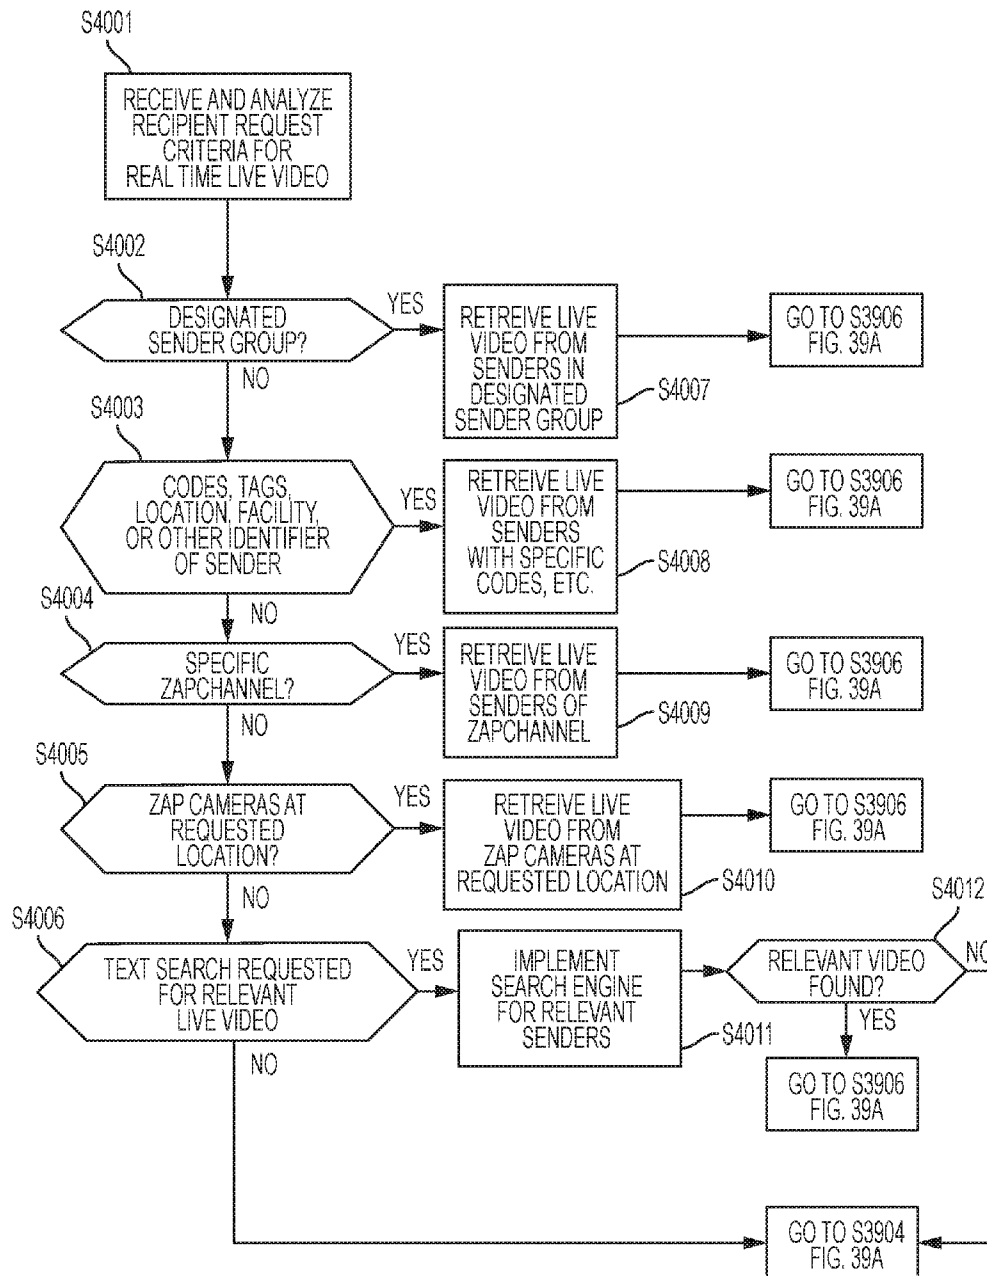 S4001
RECEIVE AND ANALYZE
RECIPIENT REQUEST
CRITERIA FOR
REAL TIME LIVE VIDEO
S4002
DESIGNATED
SENDER GROUP?
YES
NO
RETREIVE LIVE
VIDEO FROM
SENDERS IN
DESIGNATED
SENDER GROUP
S4007
GO TO S3906
FIG. 39A
S4003
CODES, TAGS,
LOCATION, FACILITY,
OR OTHER IDENTIFIER
OF SENDER
YES
NO
RETREIVE LIVE
VIDEO FROM
SENDERS
WITH SPECIFIC
CODES, ETC.
S4008
GO TO S3906
FIG. 39A
S4004
SPECIFIC
ZAPCHANNEL?
YES
NO
RETREIVE LIVE
VIDEO FROM
SENDERS OF
ZAPCHANNEL
S4009
GO TO S3906
FIG. 39A
S4005
ZAP CAMERAS AT
REQUESTED
LOCATION?
YES
NO
RETREIVE LIVE
VIDEO FROM
ZAP CAMERAS AT
REQUESTED LOCATION
S4010
GO TO S3906
FIG. 39A
S4006
TEXT SEARCH REQUESTED
FOR RELEVANT
LIVE VIDEO
YES
NO
IMPLEMENT
SEARCH ENGINE
FOR RELEVANT
SENDERS
S4011
S4012
RELEVANT VIDEO
FOUND?
NO
YES
GO TO S3906
FIG. 39A
GO TO S3904
FIG. 39A